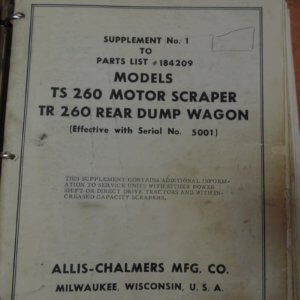 SUPPLEMENT No. 1
TO
PARTS LIST #184209
MODELS
TS 260 MOTOR SCRAPER
TR 260 REAR DUMP WAGON
(Effective with Serial No. 5001)
THIS SUPPLEMENT CONTAINS ADDITIONAL INFORM-
ATION TO SERVICE UNITS WITH EITHER POWER
SHIFT OR DIRECT DRIVE TRACTORS AND WITH IN-
CREASED CAPACITY SCRAPERS.
ALLIS-CHALMERS MFG. CO.
MILWAUKEE, WISCONSIN, U. S. A.